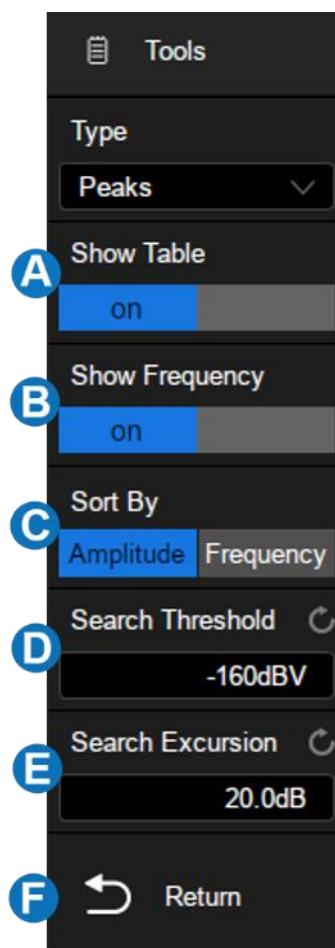 Tools
Type
Peaks
A
Show Table
on
B
Show Frequency
on
C
Sort By
Amplitude Frequency
D
Search Threshold
-160dBV
E
Search Excursion
20.0dB
F
Return